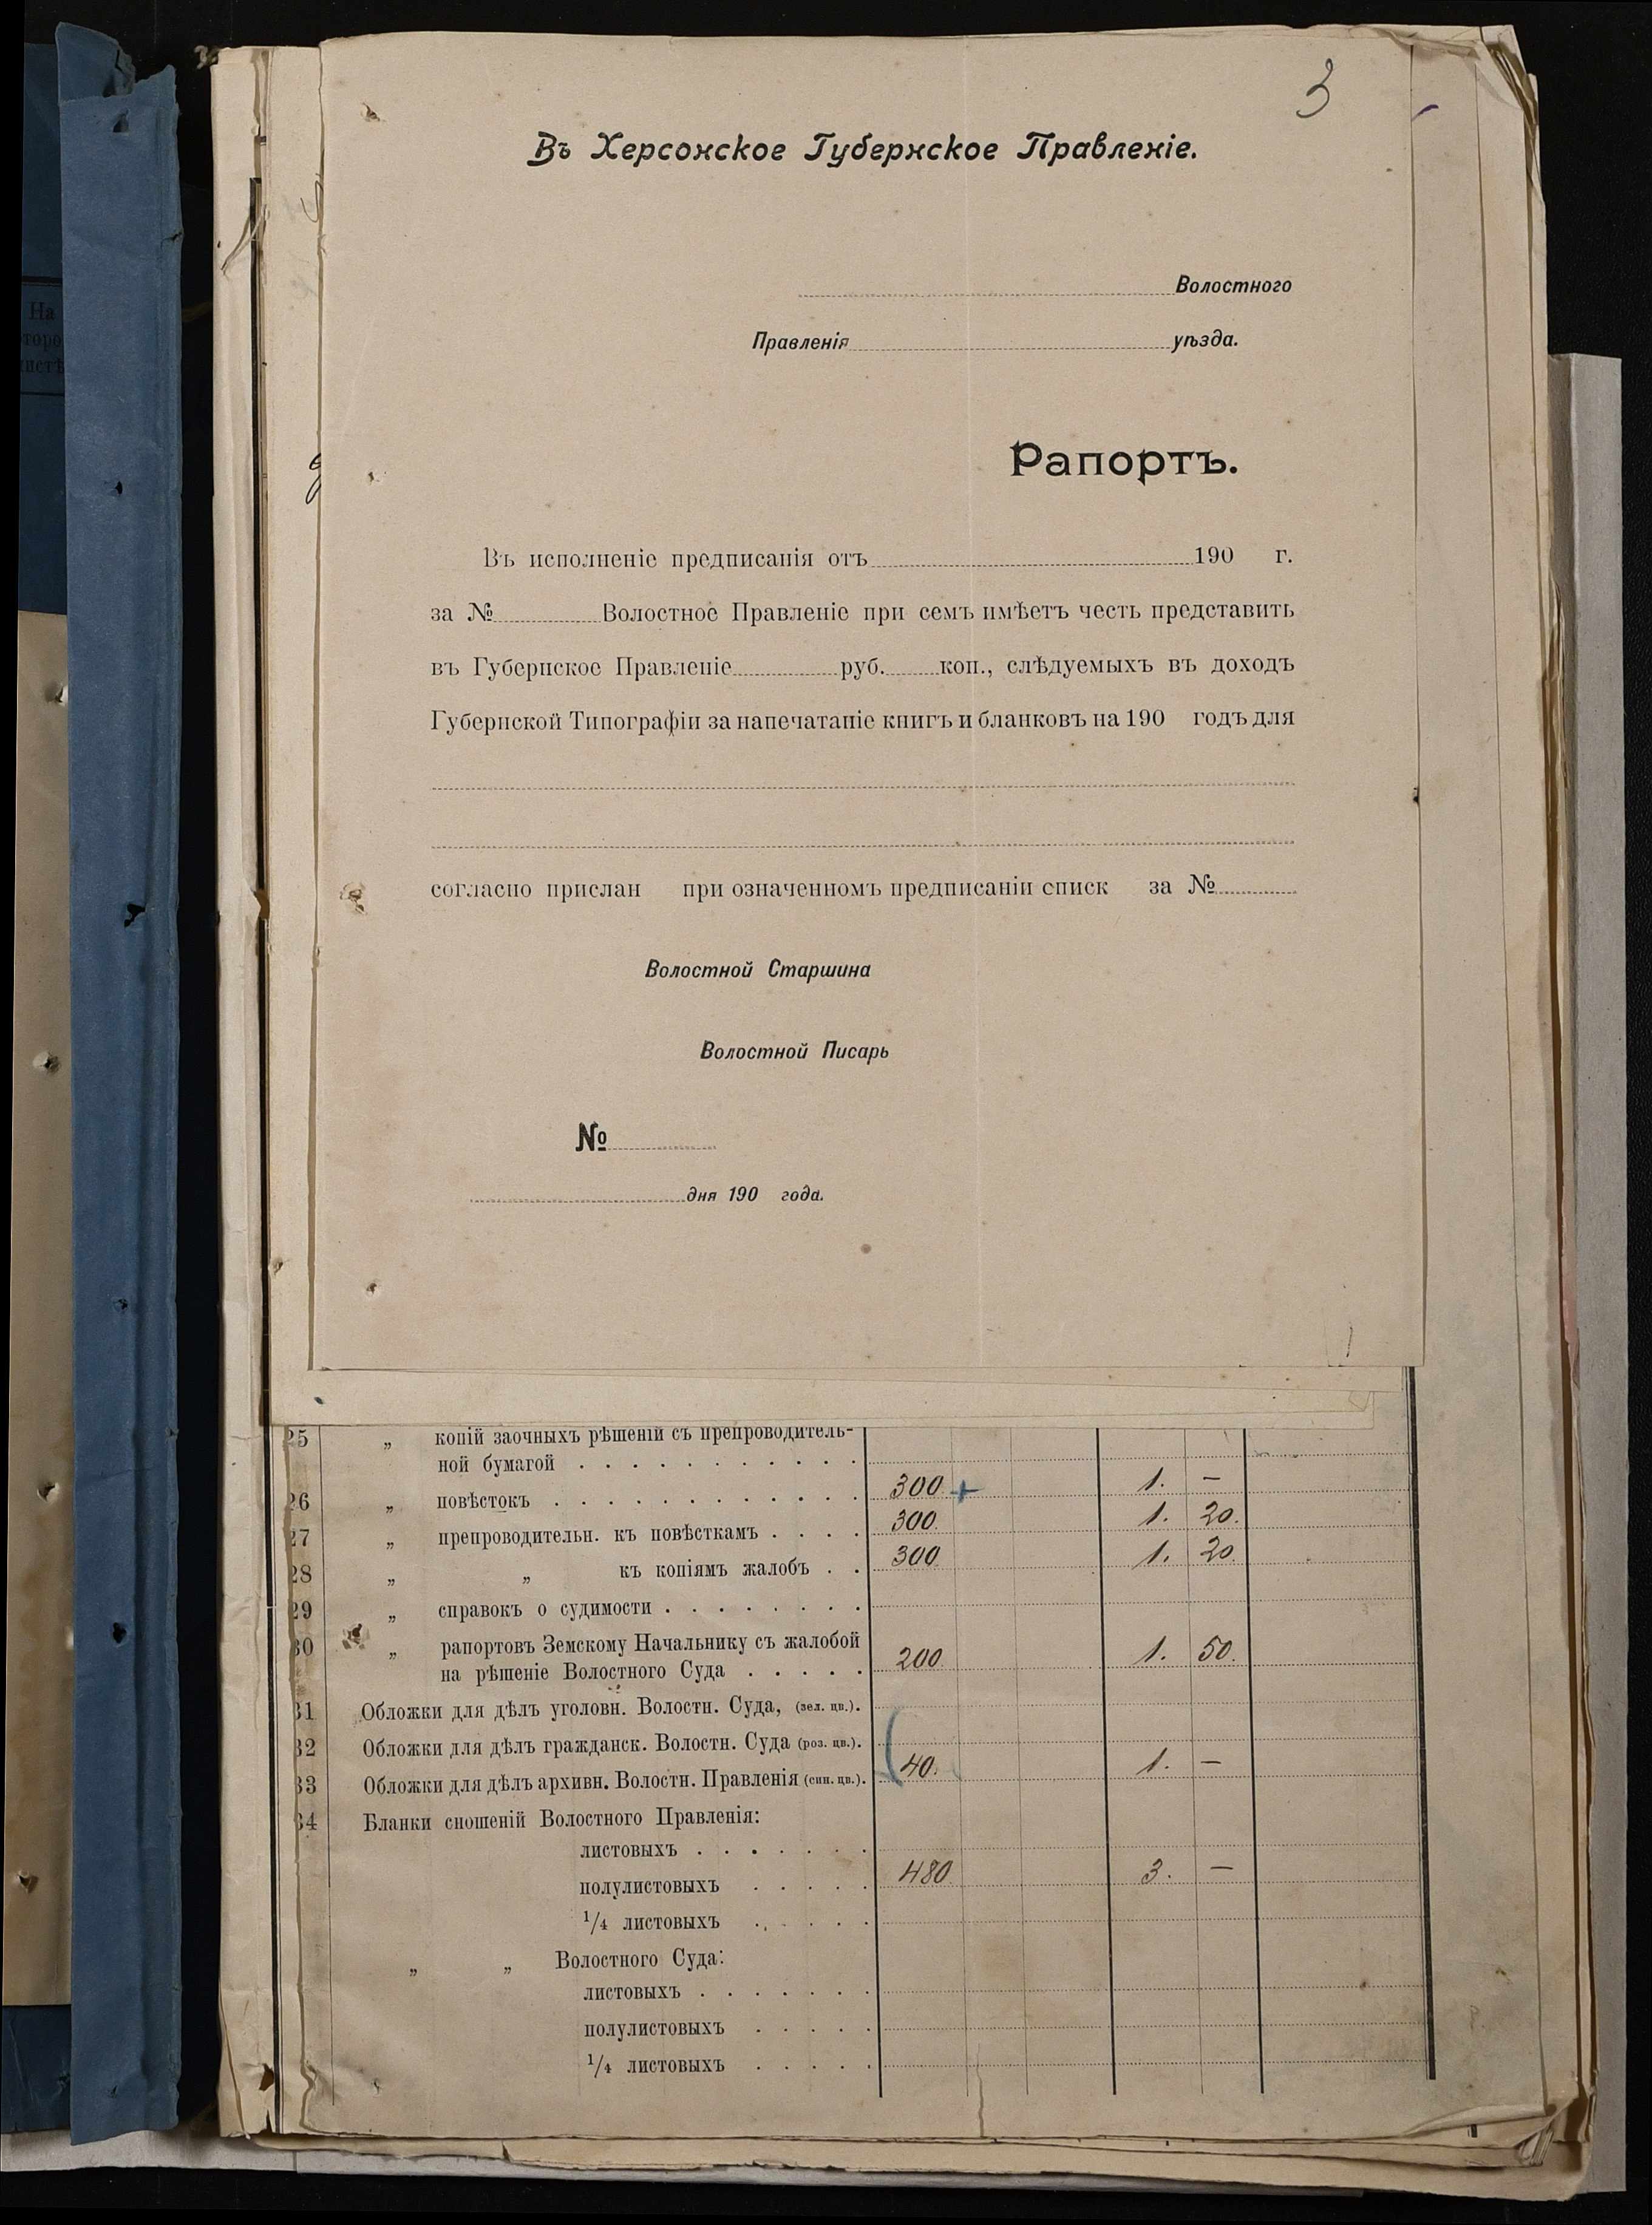 3
Въ Херсонское Губернское Правленіе.
Волостного
Правленія уѣзда.
Рапортъ.
Въ исполненіе предписанія отъ 190 г.
за № Волостное Правленіе при семъ имѣетъ честь представить
въ Губернское Правленіе руб. коп., слѣдуемыхъ въ доходъ
Губернской Типографіи за напечатаніе книгъ и бланковъ на 190 годъ для
согласно прислан при означенномъ предписаніи списк за №
Волостной Старшина
Волостной Писарь
№
дня 190 года.
На
25 „ копій заочныхъ рѣшеній съ препроводитель-
ной бумагой
300 + 1. —
26 „ повѣстокъ
300. 1. 20.
27 „ препроводительн. къ повѣсткамъ
300 1. 20.
28 „ „ къ копіямъ жалобъ
29 „ справокъ о судимости
30 „ рапортовъ Земскому Начальнику съ жалобой
на рѣшеніе Волостного Суда 200 1. 50.
31 Обложки для дѣлъ уголовн. Волостн. Суда, (зел. цв.).
32 Обложки для дѣлъ гражданск. Волостн. Суда (роз. цв.).
33 Обложки для дѣлъ архивн. Волостн. Правленія (син. цв.). 40. 1. —
34 Бланки сношеній Волостного Правленія:
листовыхъ
полулистовыхъ 480 3. —
1/4 листовыхъ
„ „ Волостного Суда:
листовыхъ
полулистовыхъ
1/4 листовыхъ